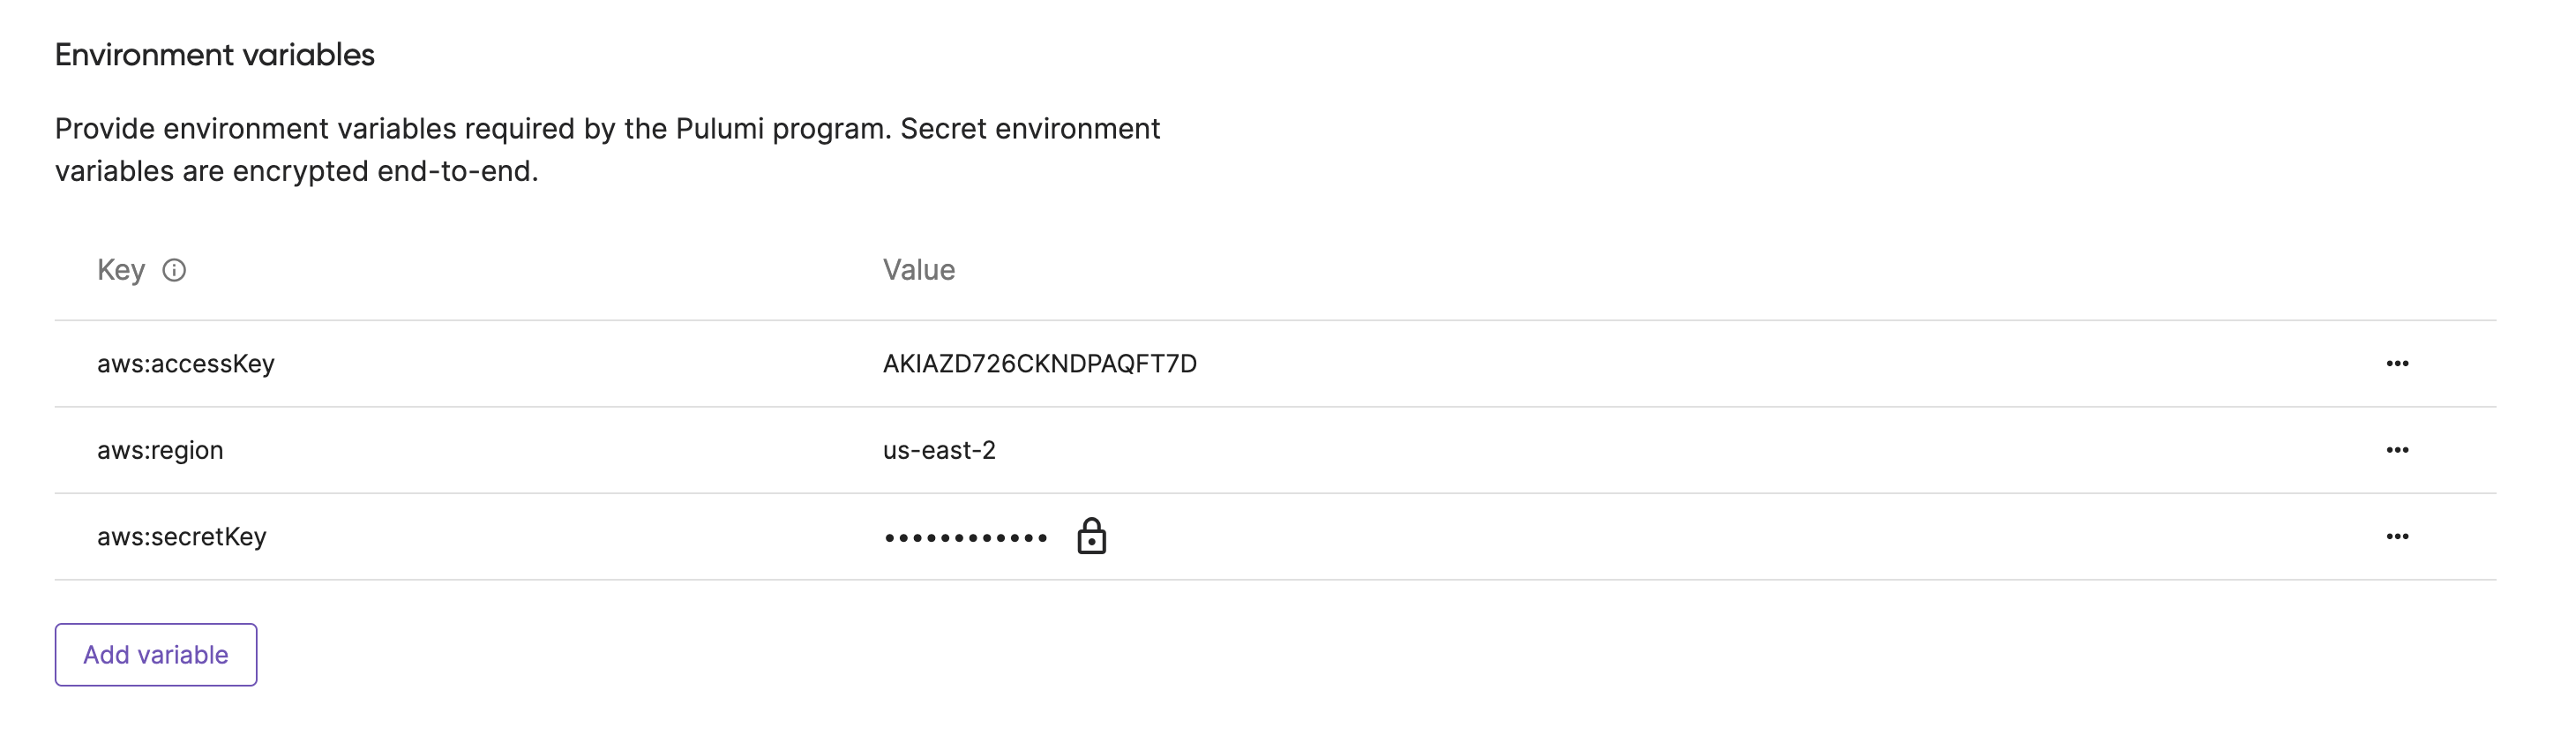 Environment variables
Provide environment variables required by the Pulumi program. Secret environment
variables are encrypted end-to-end.
Key Value
aws:accessKey AKIAZD726CKNDPAQFT7D
aws:region us-east-2
aws:secretKey ••••••••••••
Add variable